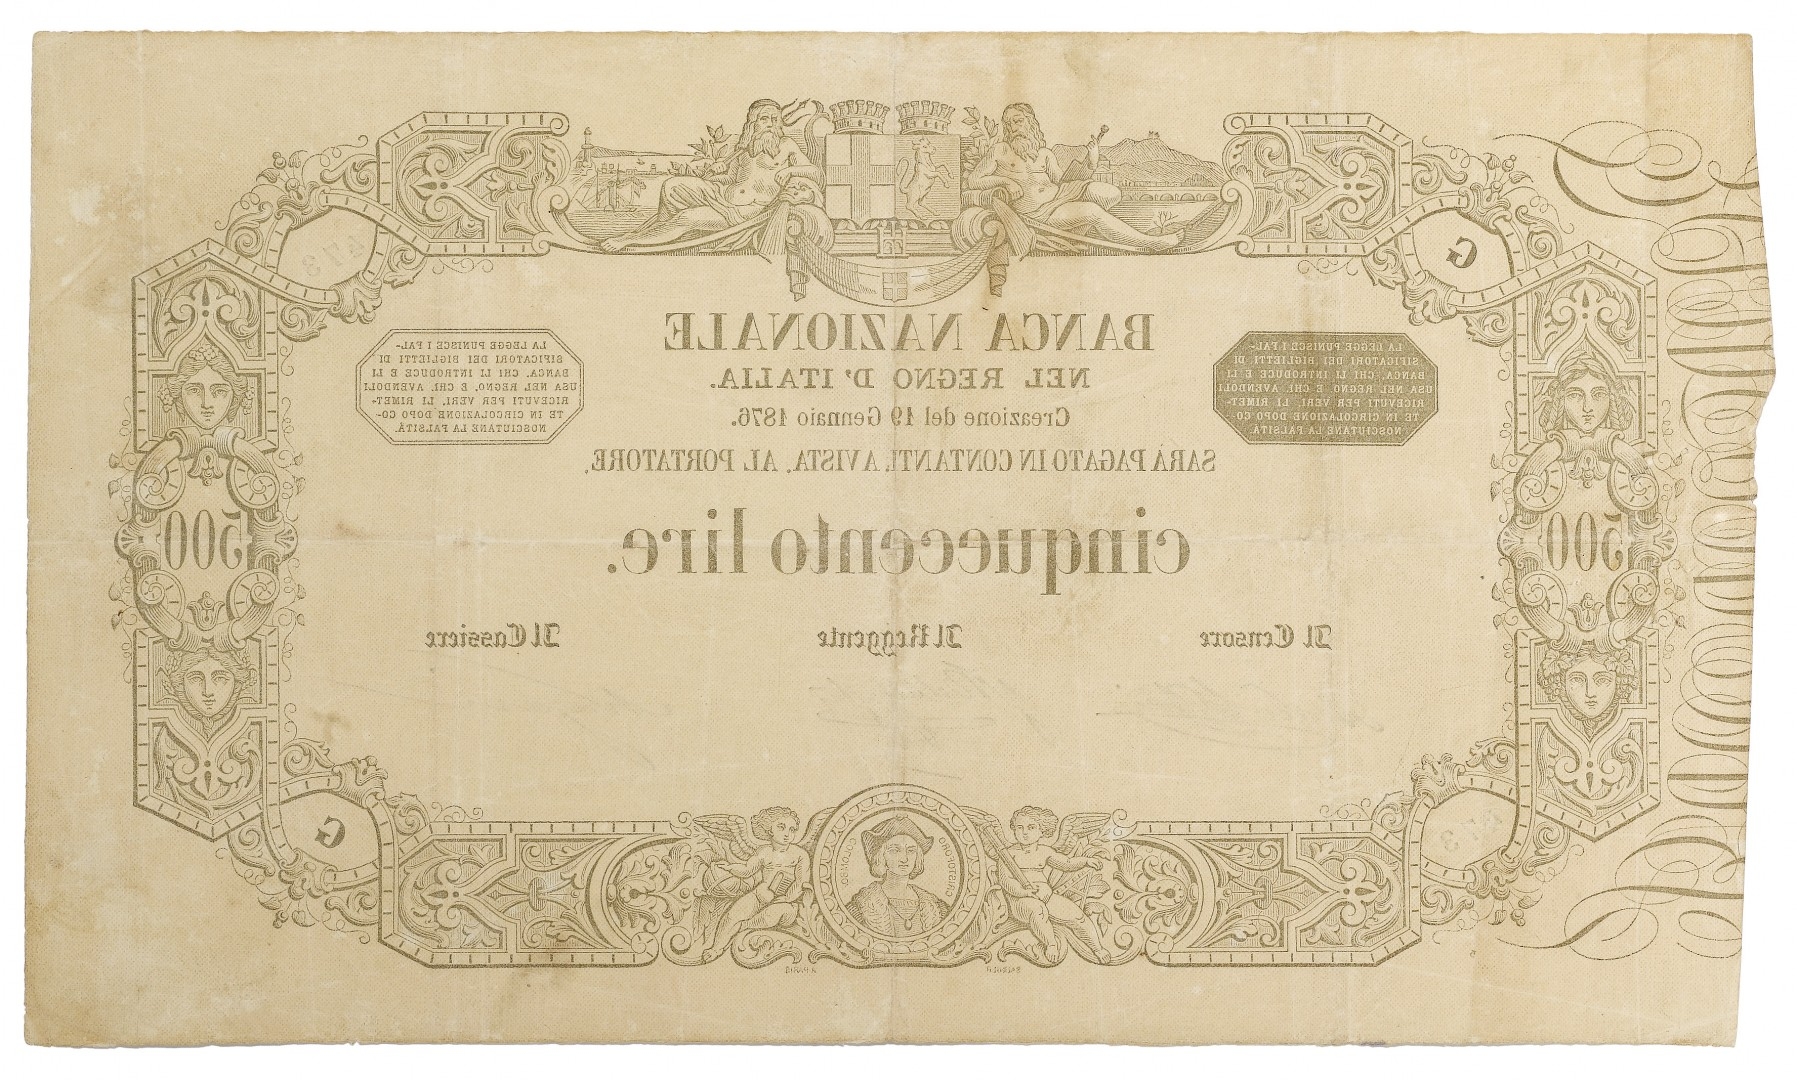 BANCA NAZIONALE
NEL REGNO D'ITALIA.
Creazione del 19 Gennaio 1876.
SARÀ PAGATO IN CONTANTI, A VISTA, AL PORTATORE,
cinquecento lire.
Il Censore Il Reggente Il Cassiere
LA LEGGE PUNISCE I FAL-
SIFICATORI DEI BIGLIETTI DI
BANCA, CHI LI INTRODUCE E LI
USA NEL REGNO, E CHI, AVENDOLI
RICEVUTI PER VERI, LI RIMET-
TE IN CIRCOLAZIONE DOPO CO-
NOSCIUTANE LA FALSITÀ.
LA LEGGE PUNISCE I FAL-
SIFICATORI DEI BIGLIETTI DI
BANCA, CHI LI INTRODUCE E LI
USA NEL REGNO, E CHI, AVENDOLI
RICEVUTI PER VERI, LI RIMET-
TE IN CIRCOLAZIONE DOPO CO-
NOSCIUTANE LA FALSITÀ.
G
473
500
500
473
G
CRISTOFORO COLOMBO